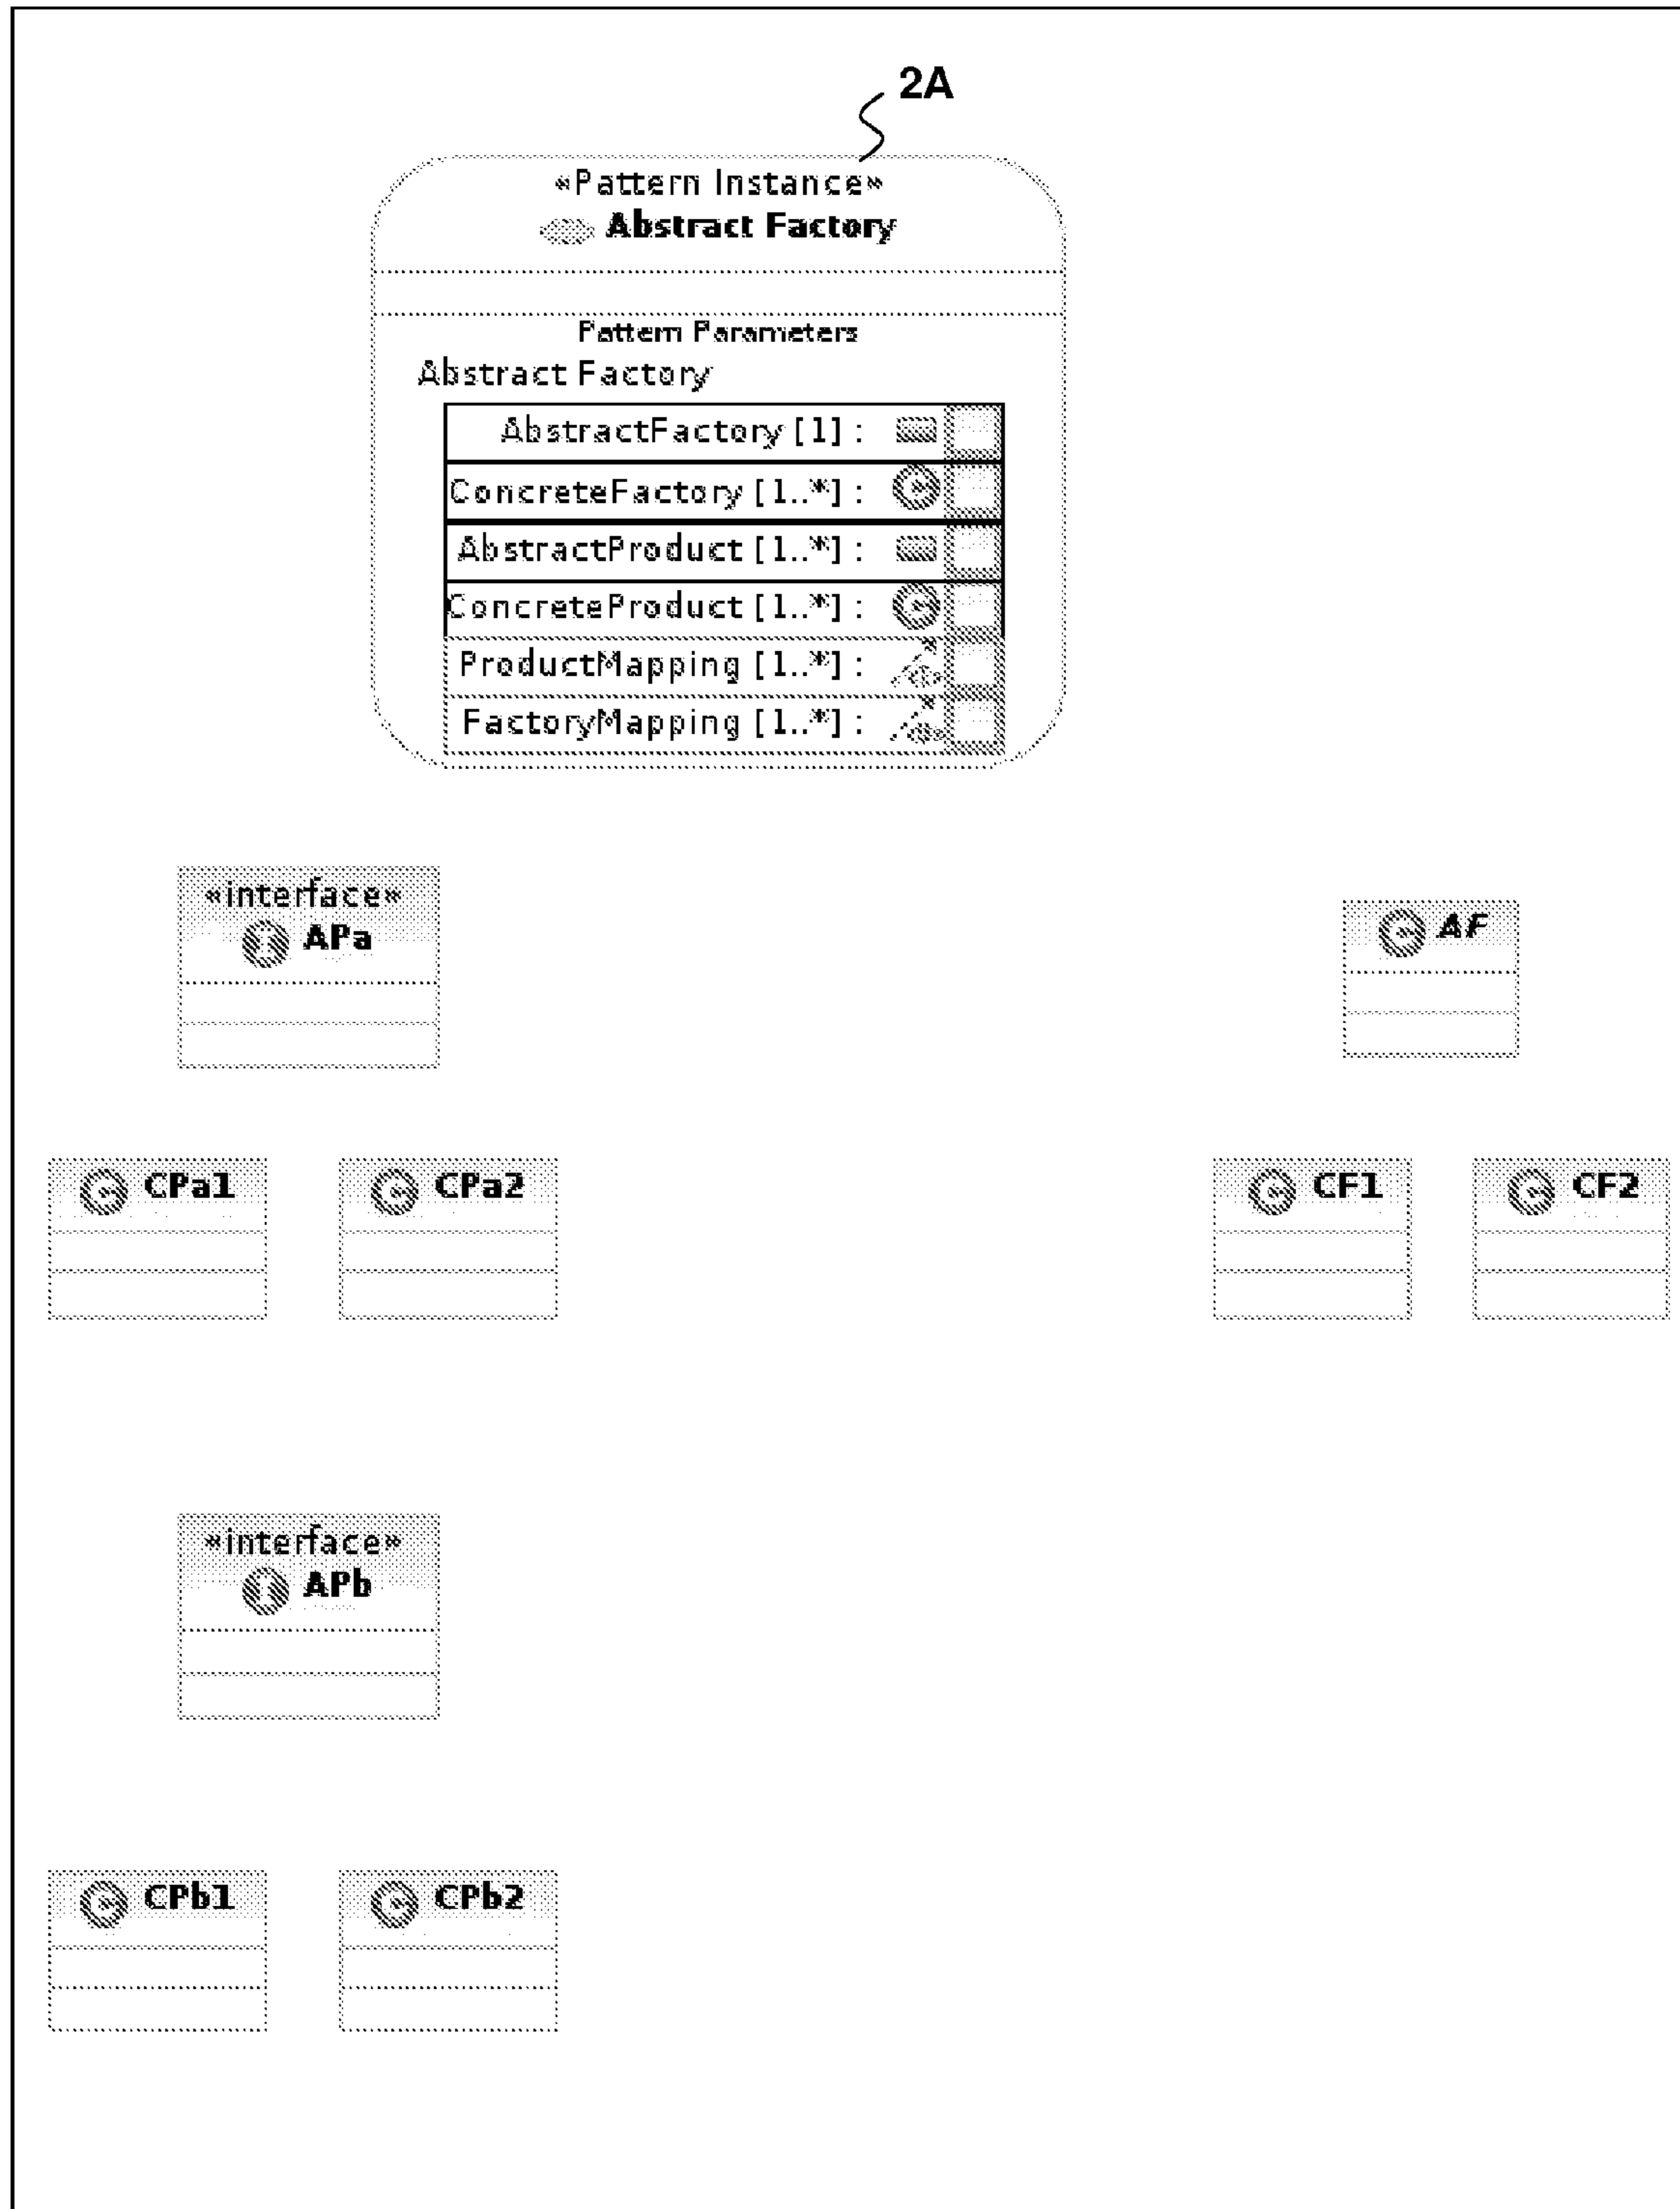 2A
«Pattern Instance»
Abstract Factory
Pattern Parameters
Abstract Factory
AbstractFactory [1] :
ConcreteFactory [1..*] :
AbstractProduct [1..*] :
ConcreteProduct [1..*] :
ProductMapping [1..*] :
FactoryMapping [1..*] :
«interface»
APa
AF
CPa1
CPa2
CF1
CF2
«interface»
APb
CPb1
CPb2